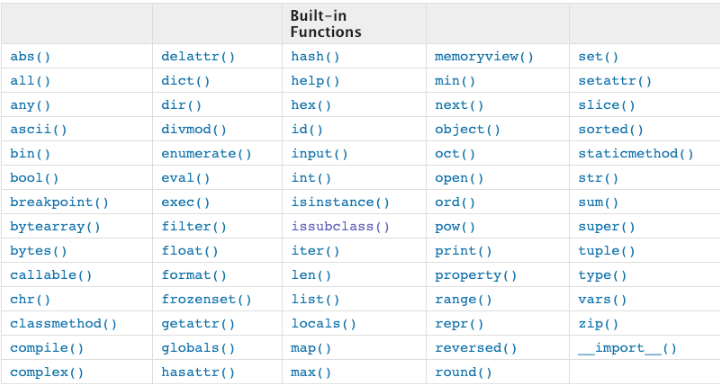 Built-in
Functions
abs() delattr() hash() memoryview() set()
all() dict() help() min() setattr()
any() dir() hex() next() slice()
ascii() divmod() id() object() sorted()
bin() enumerate() input() oct() staticmethod()
bool() eval() int() open() str()
breakpoint() exec() isinstance() ord() sum()
bytearray() filter() issubclass() pow() super()
bytes() float() iter() print() tuple()
callable() format() len() property() type()
chr() frozenset() list() range() vars()
classmethod() getattr() locals() repr() zip()
compile() globals() map() reversed() __import__()
complex() hasattr() max() round()